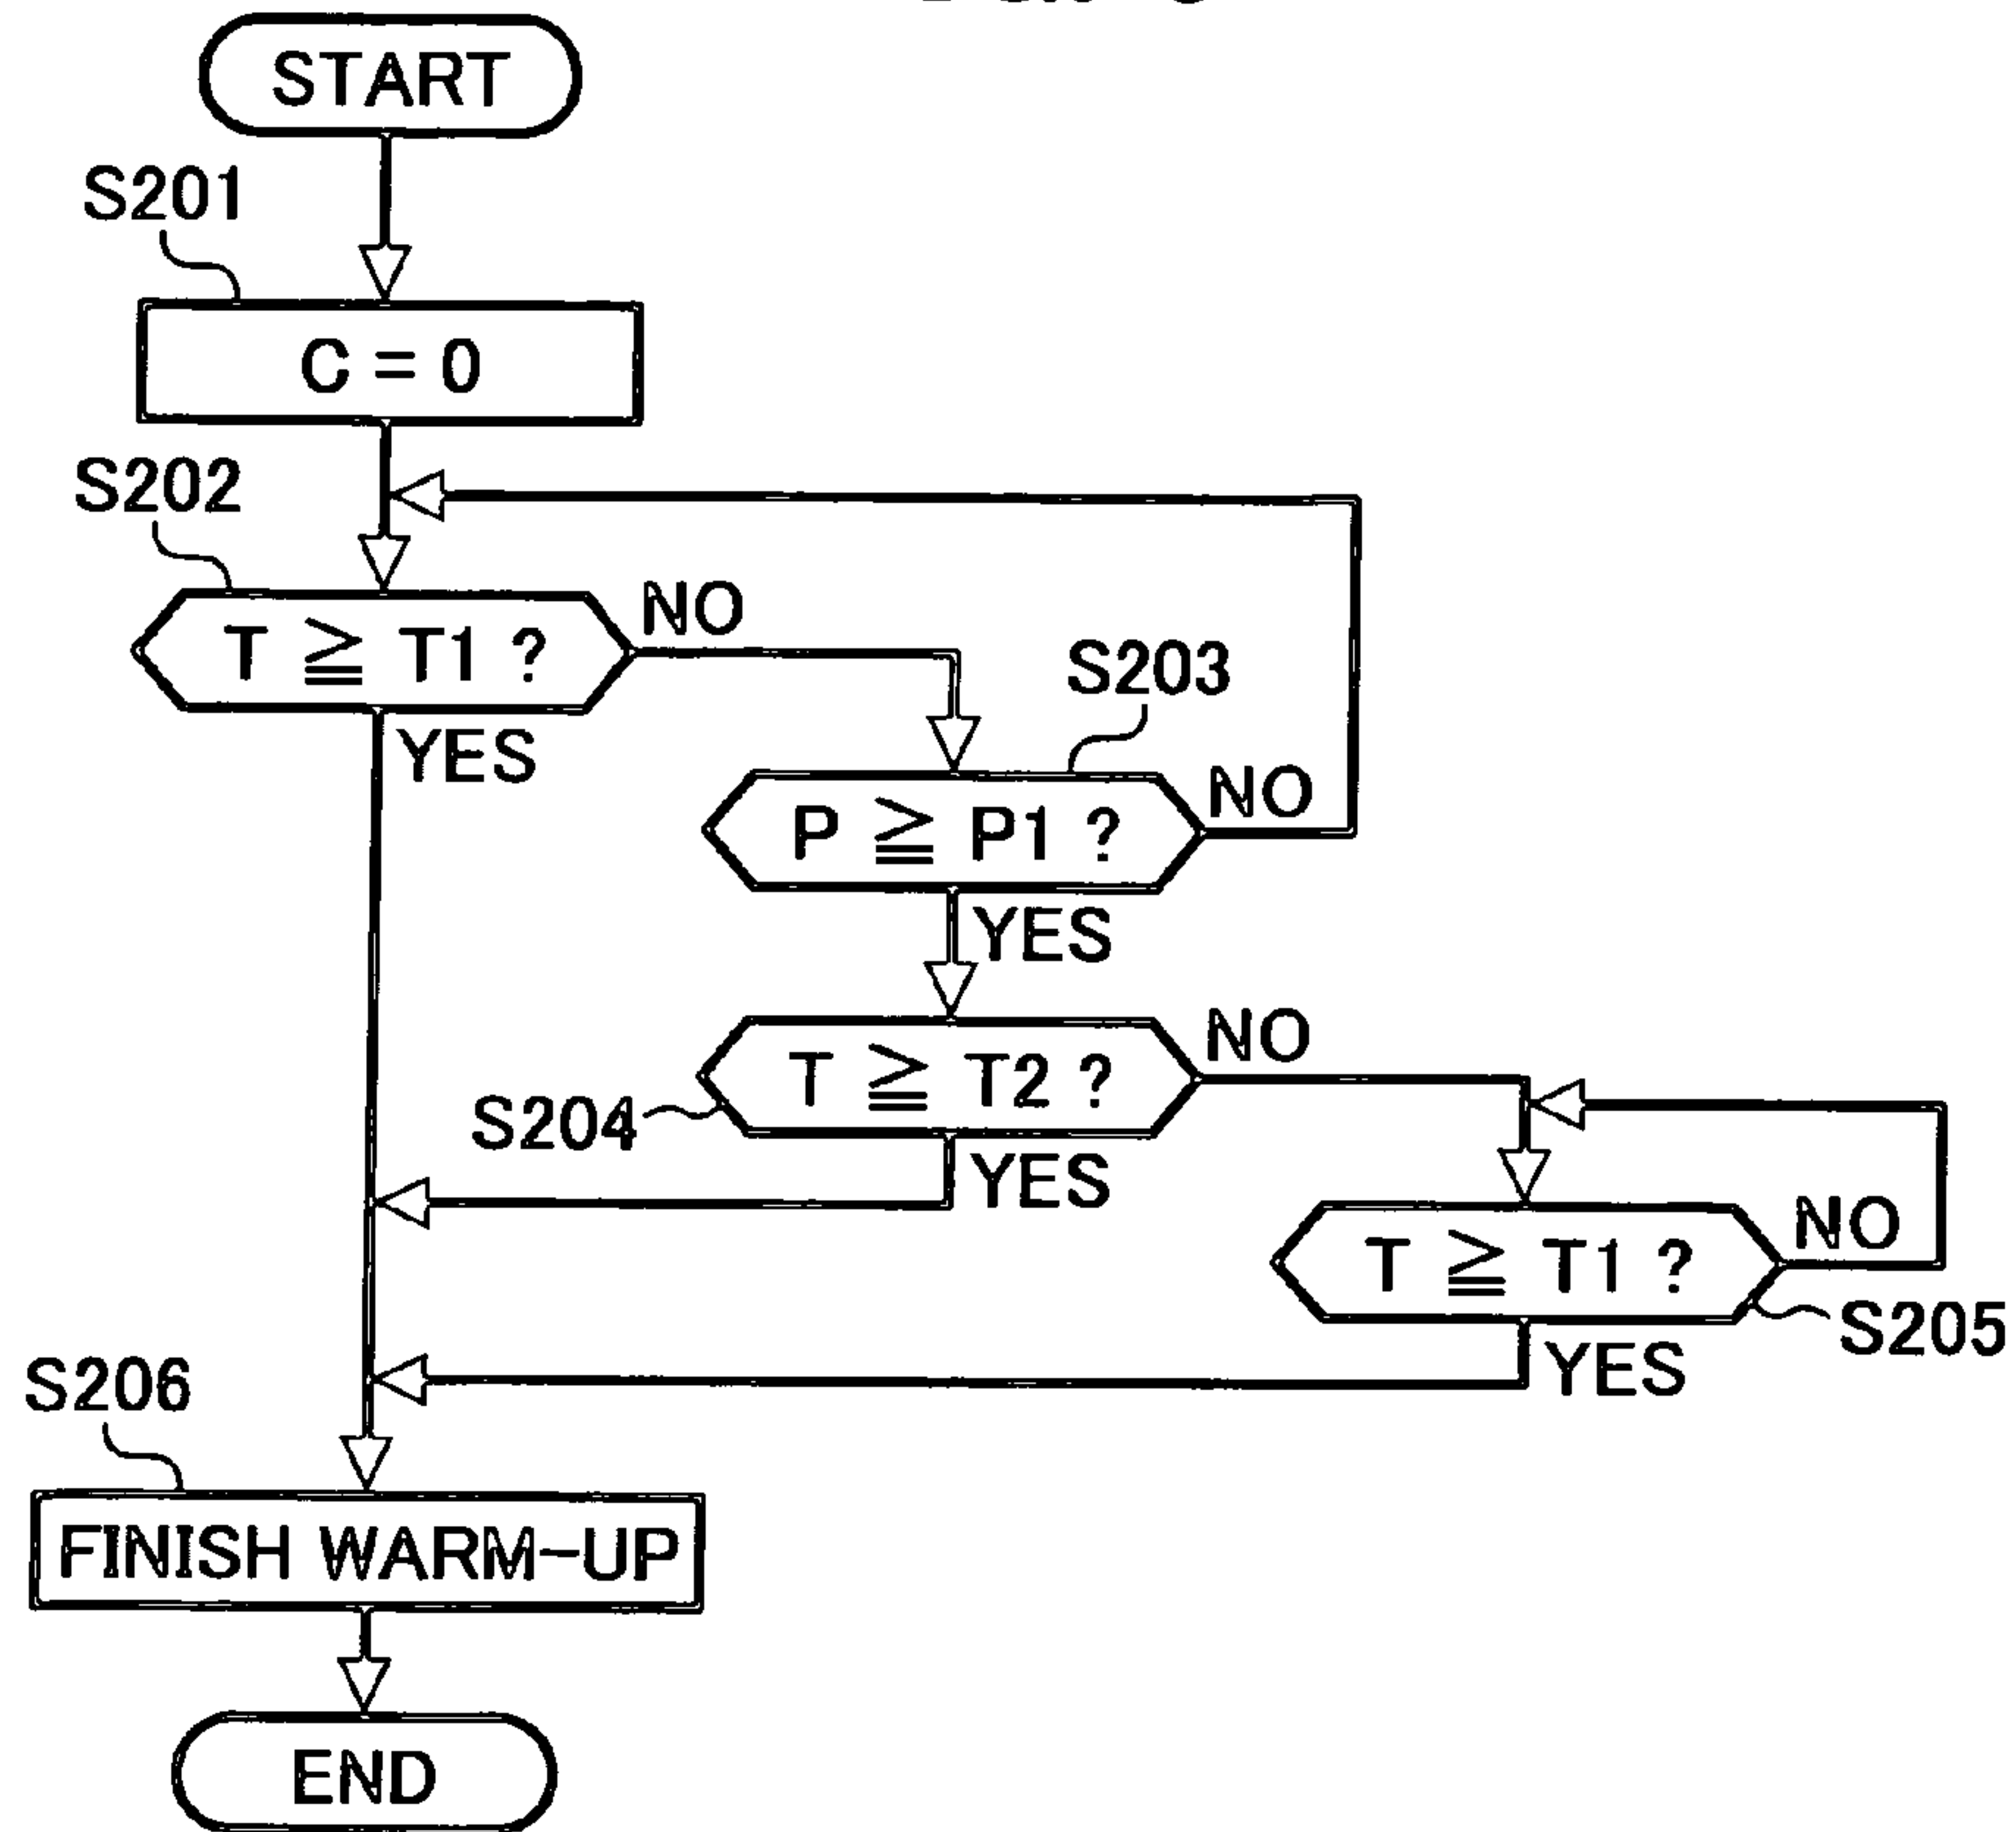 START
S201
C = 0
S202
T ≧ T1 ?
NO
YES
S203
P ≧ P1 ?
NO
YES
T ≧ T2 ?
NO
S204
YES
T ≧ T1 ?
NO
S205
YES
S206
FINISH WARM-UP
END